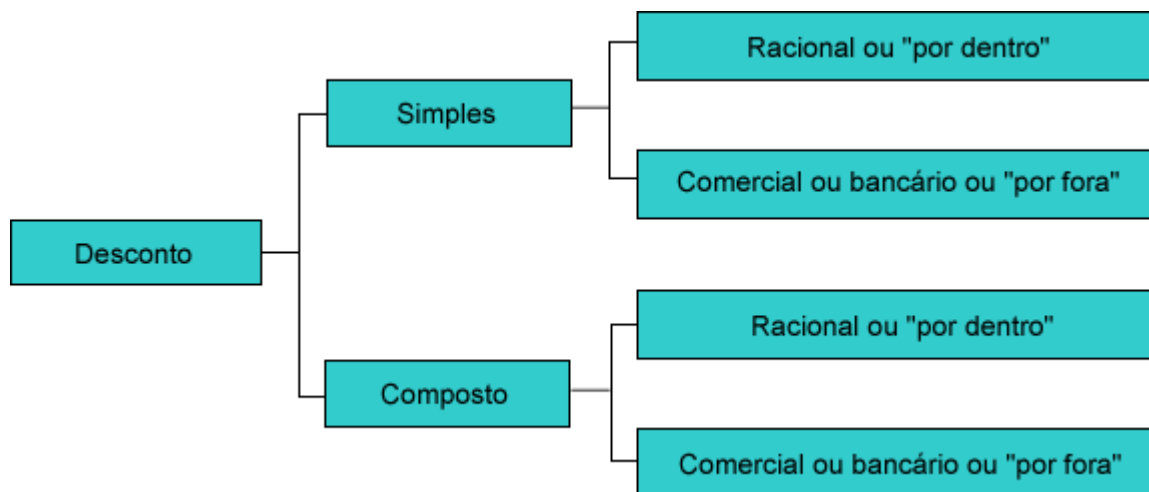 Desconto
Simples
Racional ou "por dentro"
Comercial ou bancário ou "por fora"
Composto
Racional ou "por dentro"
Comercial ou bancário ou "por fora"